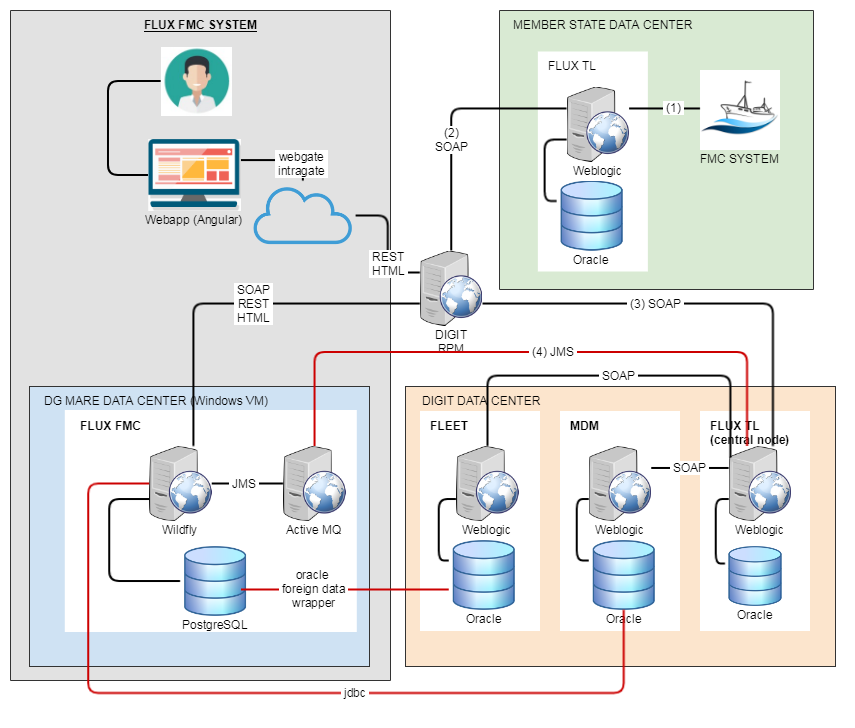 FLUX FMC SYSTEM
webgate
intragate
Webapp (Angular)
REST
HTML
SOAP
REST
HTML
MEMBER STATE DATA CENTER
FLUX TL
(1)
(2)
SOAP
Weblogic
FMC SYSTEM
Oracle
DIGIT
RPM
(3) SOAP
(4) JMS
SOAP
DG MARE DATA CENTER (Windows VM)
FLUX FMC
Wildfly
JMS
Active MQ
PostgreSQL
oracle
foreign data
wrapper
jdbc
DIGIT DATA CENTER
FLEET
Weblogic
Oracle
MDM
SOAP
Weblogic
Oracle
FLUX TL
(central node)
Weblogic
Oracle